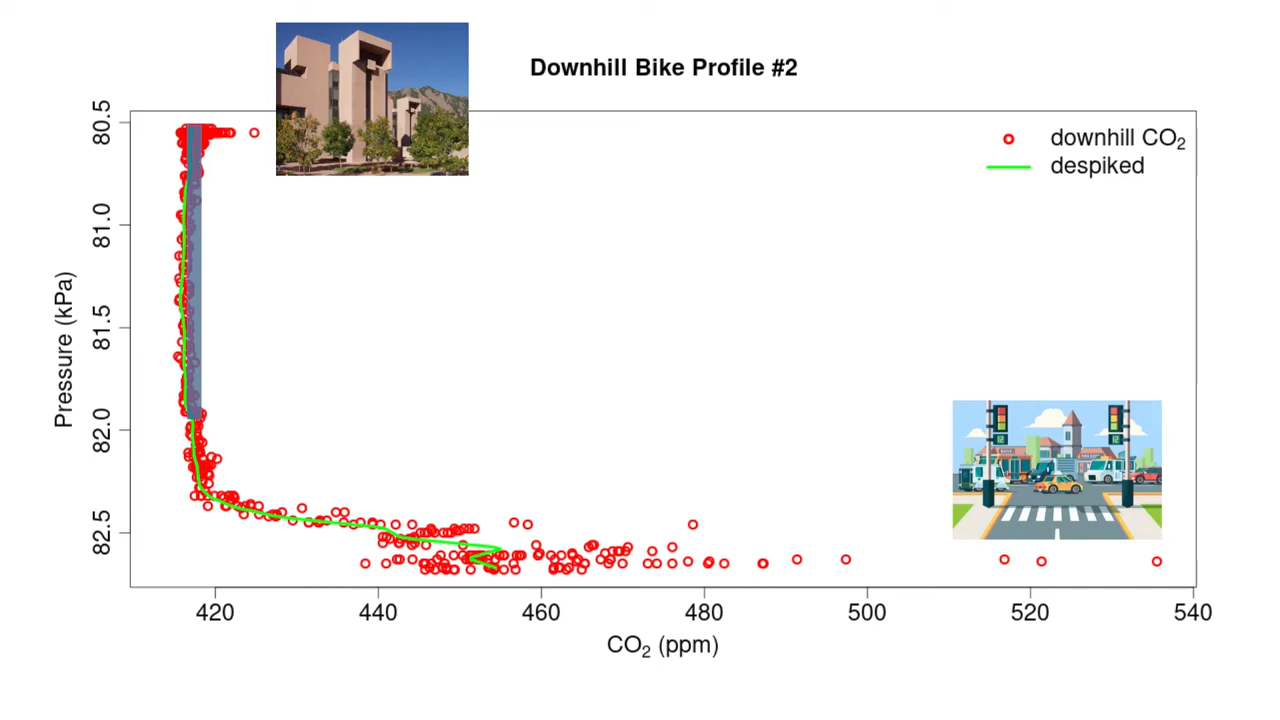 Downhill Bike Profile #2
downhill CO₂
despiked
Pressure (kPa)
80.5
81.0
81.5
82.0
82.5
420 440 460 480 500 520 540
CO₂ (ppm)